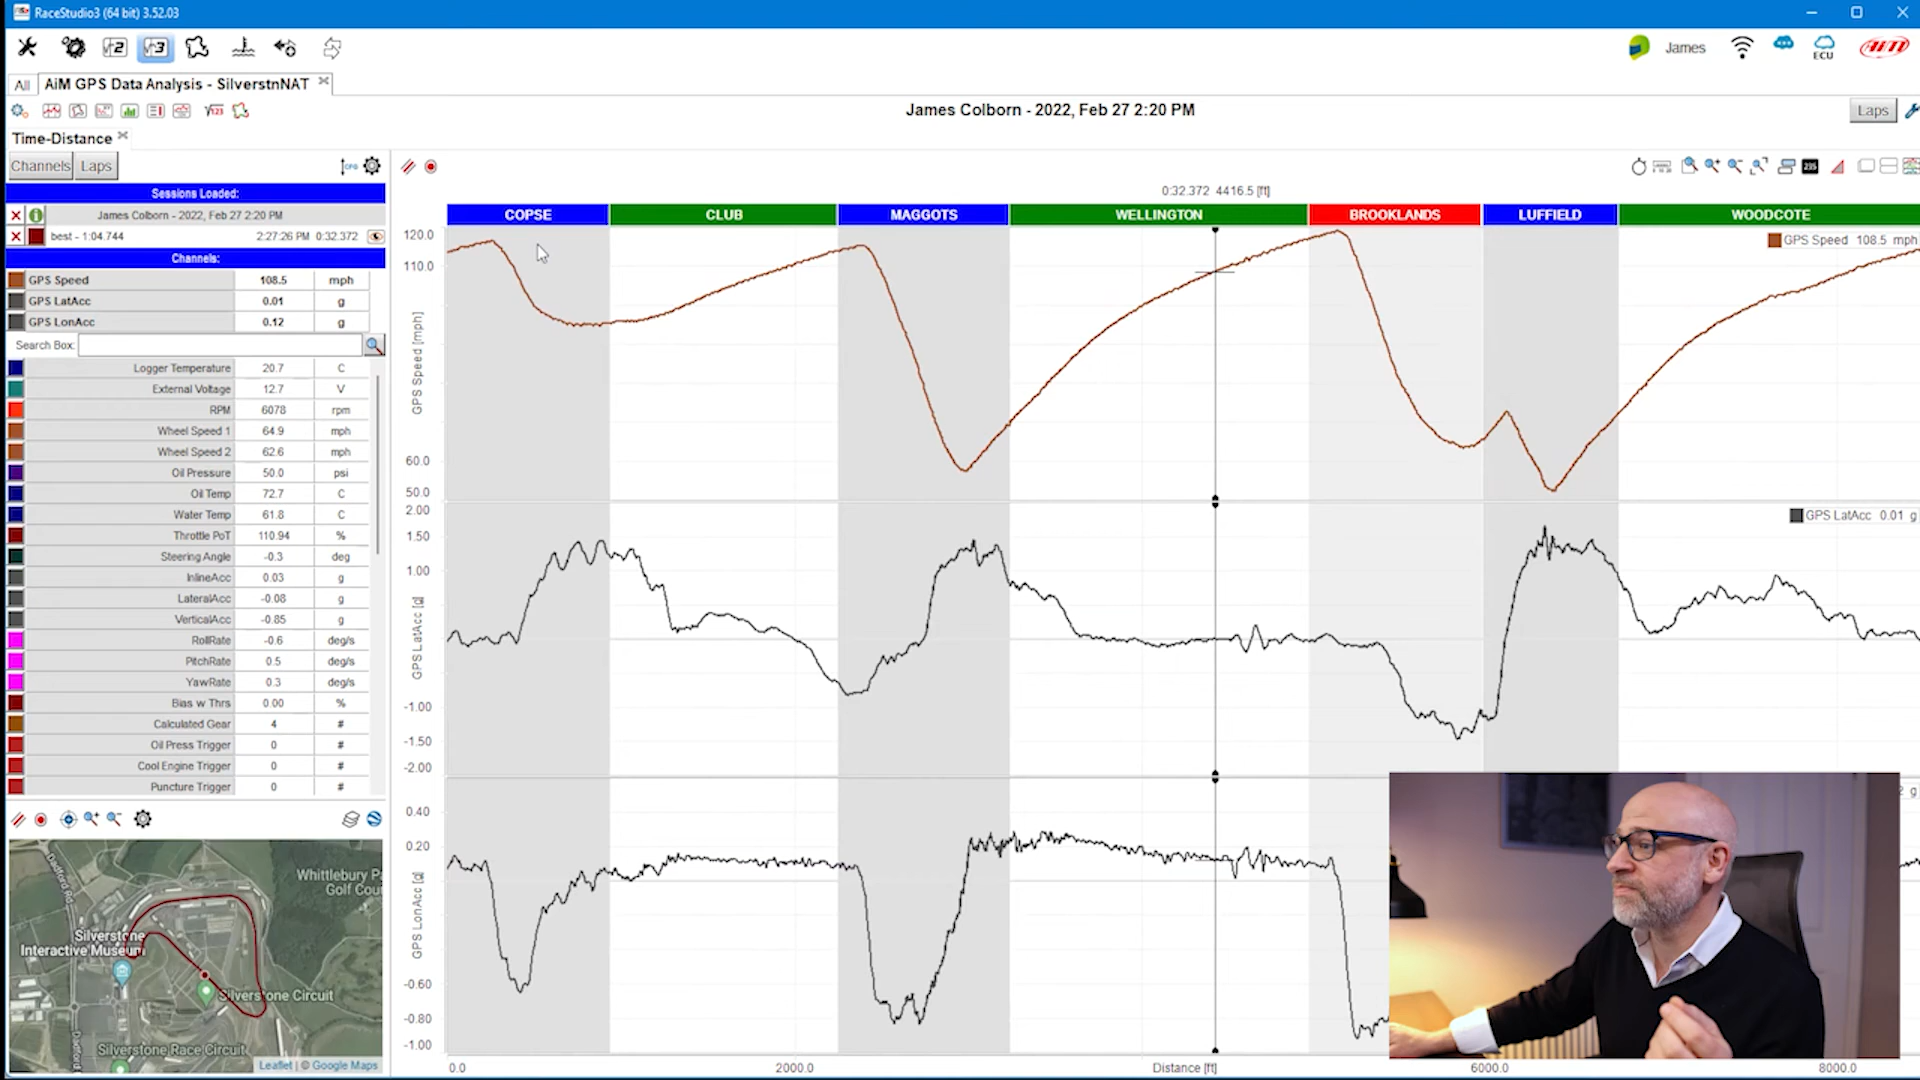 RaceStudio3 (64 bit) 3.52.03
James
ECU
AiM
All
AiM GPS Data Analysis - SilverstnNAT
James Colborn - 2022, Feb 27 2:20 PM
Laps
Time-Distance
Channels
Laps
CFG
Sessions Loaded:
James Colborn - 2022, Feb 27 2:20 PM
best - 1:04.744 2:27:26 PM 0:32.372
Channels:
GPS Speed 108.5 mph
GPS LatAcc 0.01 g
GPS LonAcc 0.12 g
Search Box:
Logger Temperature 20.7 C
External Voltage 12.7 V
RPM 6078 rpm
Wheel Speed 1 64.9 mph
Wheel Speed 2 62.6 mph
Oil Pressure 50.0 psi
Oil Temp 72.7 C
Water Temp 61.8 C
Throttle PoT 110.94 %
Steering Angle -0.3 deg
InlineAcc 0.03 g
LateralAcc -0.08 g
VerticalAcc -0.85 g
RollRate -0.6 deg/s
PitchRate 0.5 deg/s
YawRate 0.3 deg/s
Bias w Thrs 0.00 %
Calculated Gear 4 #
Oil Press Trigger 0 #
Cool Engine Trigger 0 #
Puncture Trigger 0 #
Dadford Rd
Whittlebury Pa
Golf Cou
Silverstone
Interactive Museum
Silverstone Circuit
Silverstone Race Circuit
Leaflet | © Google Maps
0:32.372 4416.5 [ft]
COPSE CLUB MAGGOTS WELLINGTON BROOKLANDS LUFFIELD WOODCOTE
GPS Speed 108.5 mph
120.0
110.0
60.0
50.0
GPS Speed [mph]
GPS LatAcc 0.01 g
2.00
1.50
1.00
-1.00
-1.50
-2.00
GPS LatAcc [g]
2 g
0.40
0.20
-0.60
-0.80
-1.00
GPS LonAcc [g]
0.0 2000.0 Distance [ft] 6000.0 8000.0